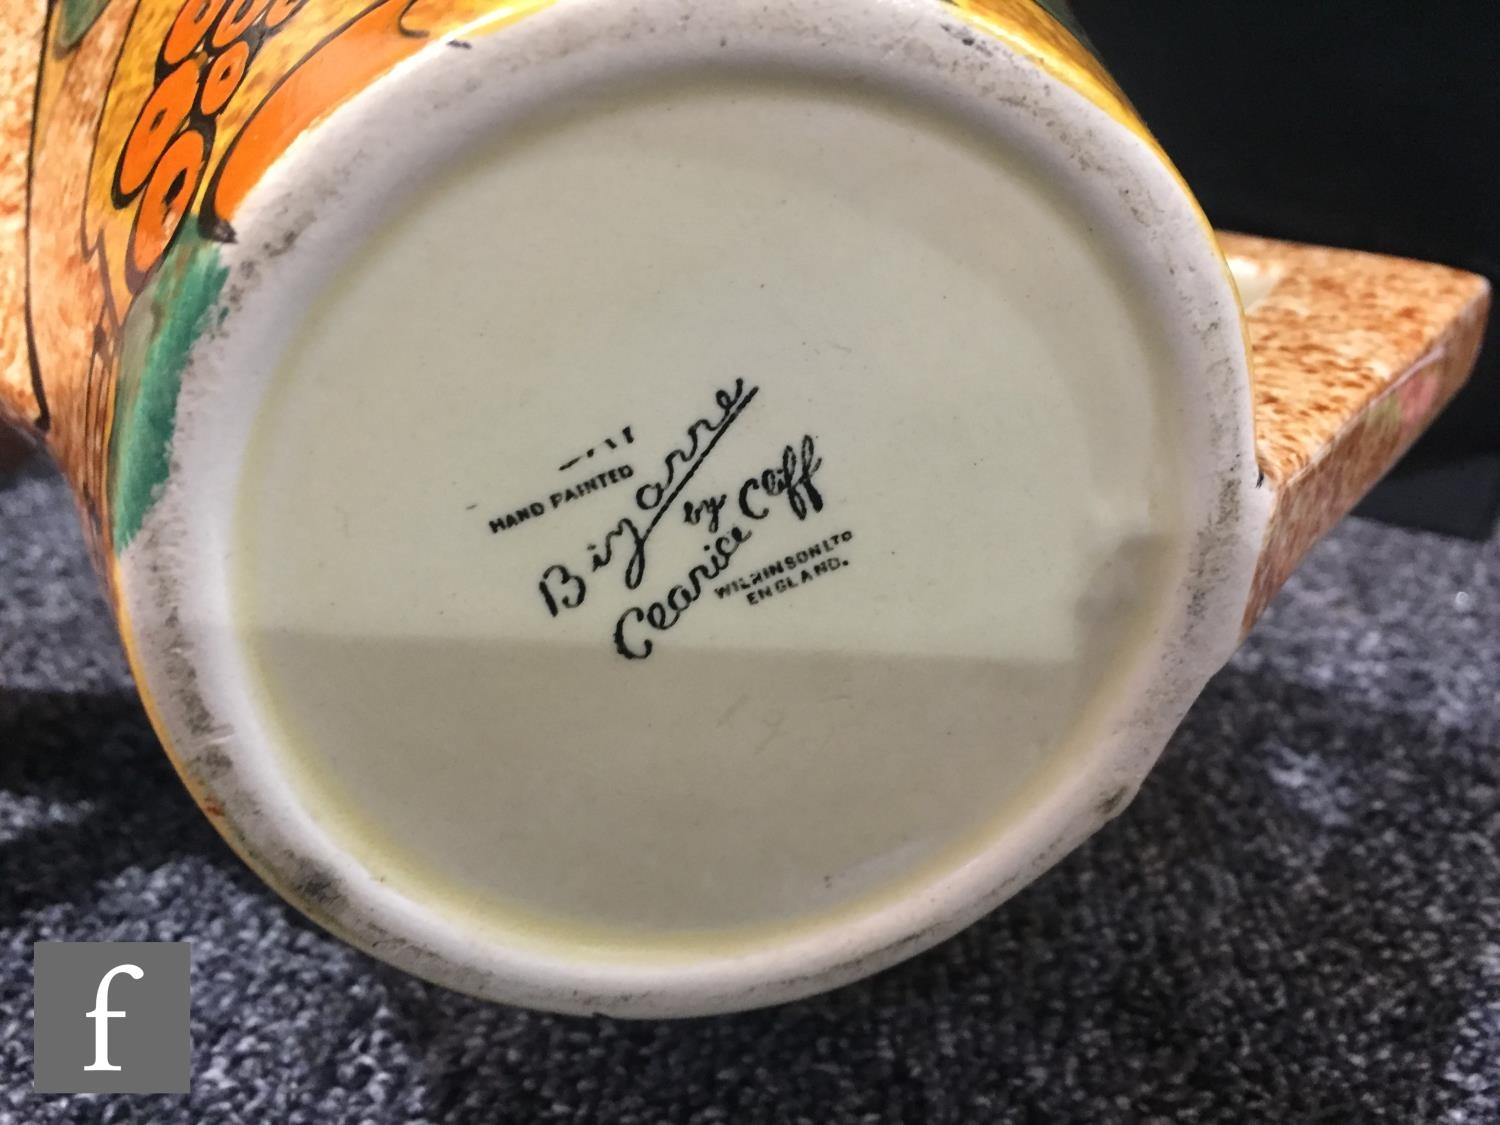 HAND PAINTED
Bizarre
by
Clarice Cliff
WILKINSON LTD
ENGLAND.
f